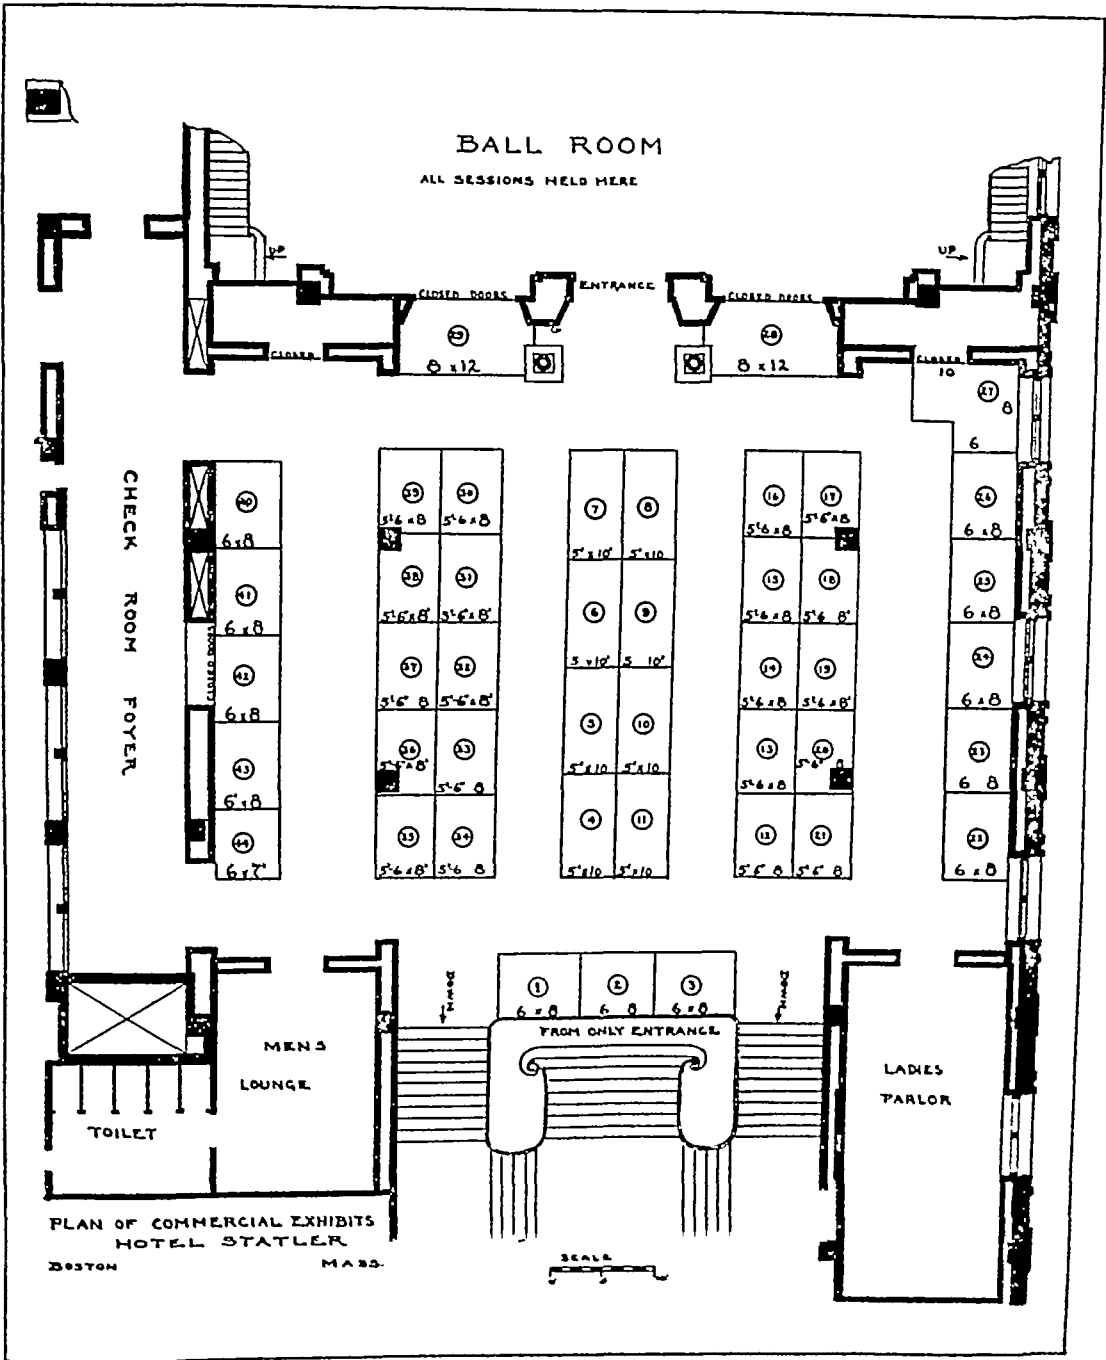 BALL ROOM
ALL SESSIONS HELD HERE
UP
UP
CLOSED DOORS
ENTRANCE
CLOSED DOORS
29
8 x 12
28
8 x 12
CLOSED
CLOSED
10
27
8
6
CHECK ROOM FOYER
40
6 x 8
41
6 x 8
CLOSED DOORS
42
6 x 8
43
6' x 8
44
6 x 7'
39
5'-6 x 8
30
5'-6 x 8
38
5'-6" x 8'
31
5'-6" x 8'
37
5'-6" 8
32
5'-6" x 8'
36
5'-6" x 8'
33
5'-6" 8
35
5'-6 x 8'
34
5'-6 8
7
5' x 10'
8
5' x 10
6
5 x 10'
9
5 10'
5
5' x 10
10
5' x 10
4
5' x 10
11
5' x 10
16
5'-6 x 8
17
5'-6" x 8
15
5'-6 x 8
18
5'-6 8'
14
5'-6 x 8
19
5'-6 x 8'
13
5'-6 x 8
20
5'-6" 8
12
5'-6" 8
21
5'-6" 8
26
6 x 8
25
6 x 8
24
6 x 8
23
6 8
22
6 x 8
DOWN
1
6 x 8
2
6 8
3
6 x 8
DOWN
FROM ONLY ENTRANCE
MENS
LOUNGE
TOILET
LADIES
PARLOR
PLAN OF COMMERCIAL EXHIBITS
HOTEL STATLER
BOSTON MASS.
SCALE